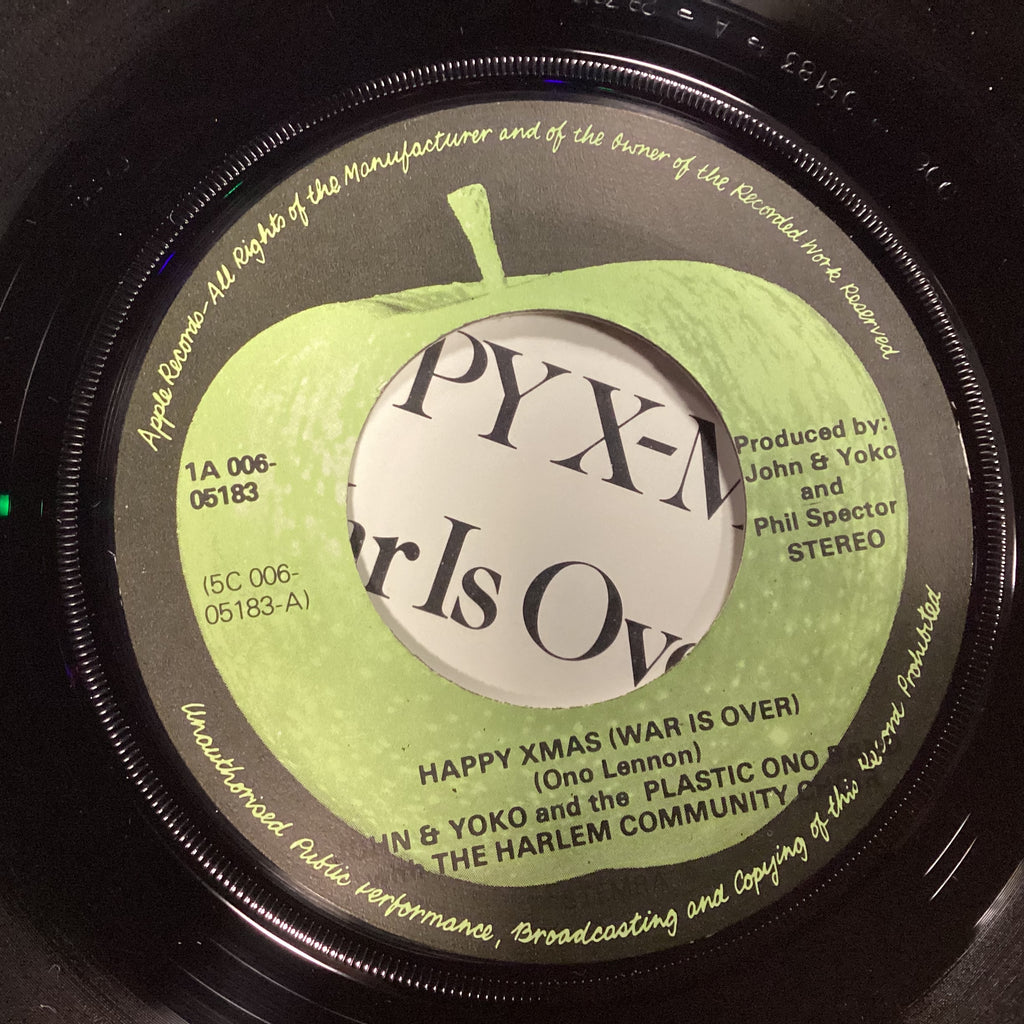 05183 - A =
Apple Records-All Rights of the Manufacturer and of the Owner of the Recorded Work Reserved
PY X-M
r Is Ove
1A 006-
05183
(5C 006-
05183-A)
Produced by:
John & Yoko
and
Phil Spector
STEREO
HAPPY XMAS (WAR IS OVER)
(Ono Lennon)
HN & YOKO and the PLASTIC ONO
THE HARLEM COMMUNITY
Unauthorised Public Performance, Broadcasting and Copying of this Record Prohibited